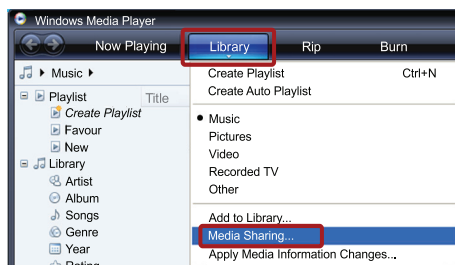 Windows Media Player
Now Playing
Library
Rip
Burn
Music
Create Playlist Ctrl+N
Create Auto Playlist
Playlist
Title
Create Playlist
Favour
New
Library
Artist
Album
Songs
Genre
Year
Rating
Music
Pictures
Video
Recorded TV
Other
Add to Library...
Media Sharing...
Apply Media Information Changes...